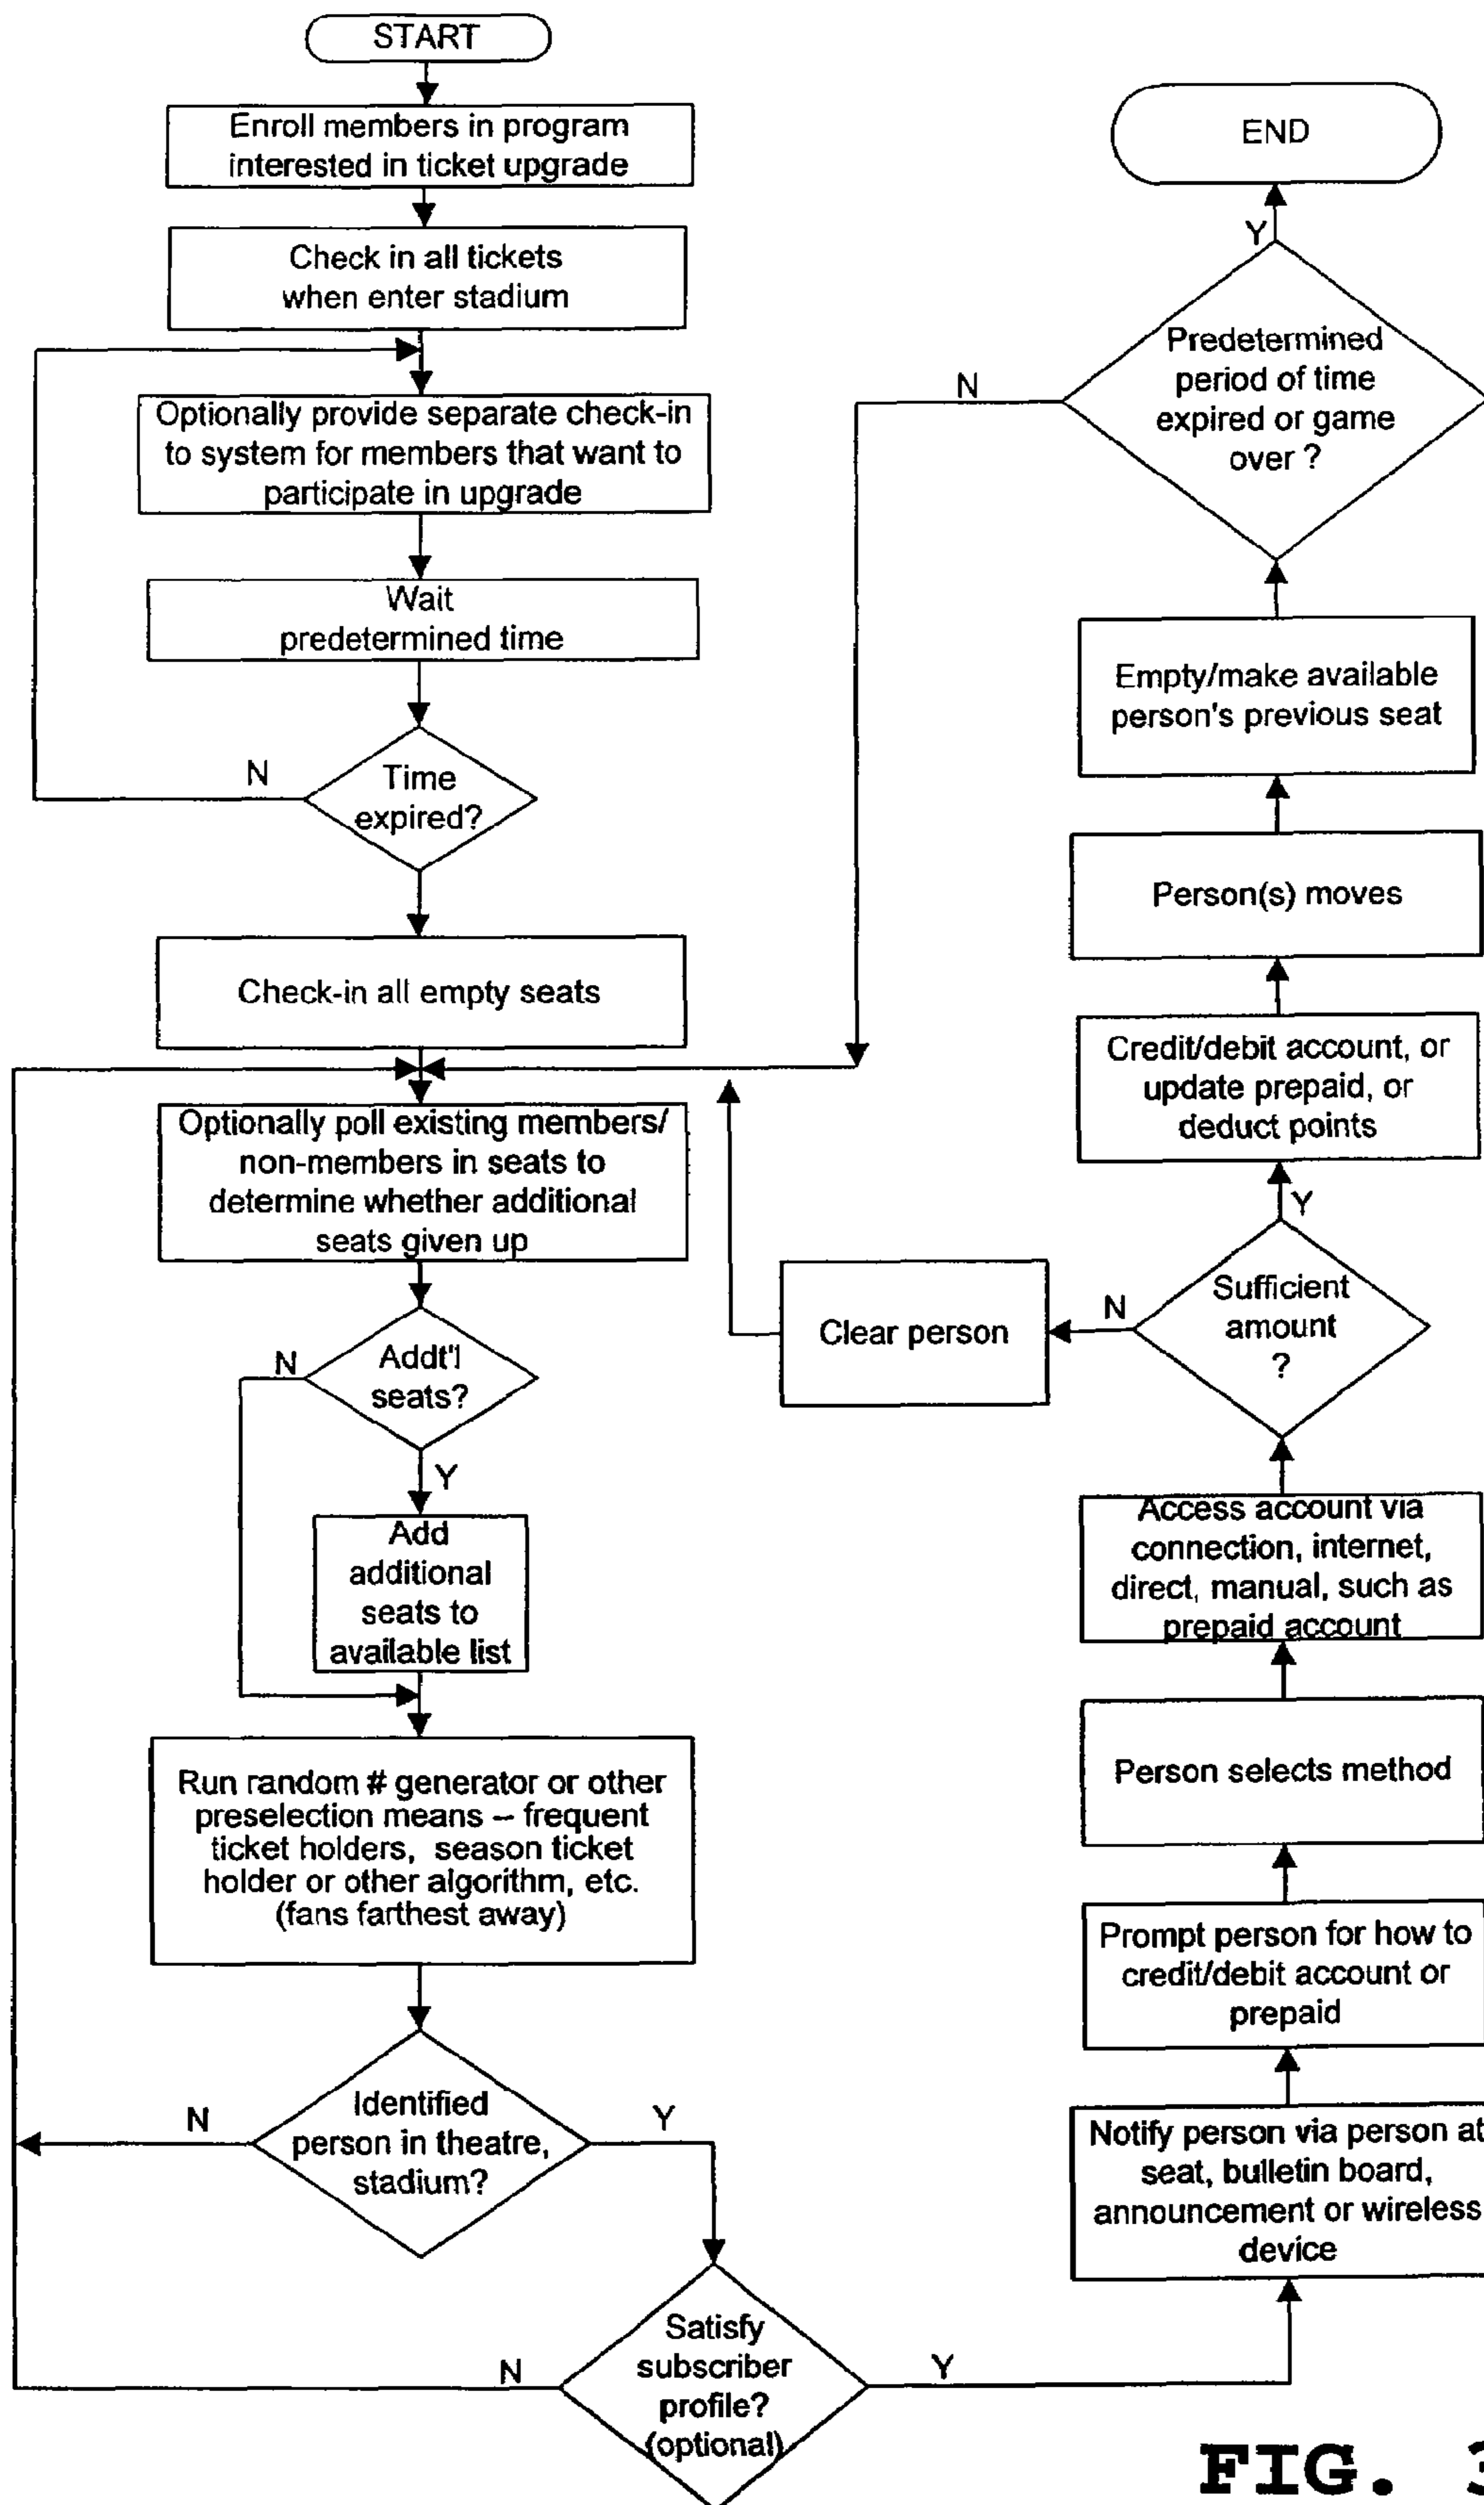 START
Enroll members in program
interested in ticket upgrade
Check in all tickets
when enter stadium
Optionally provide separate check-in
to system for members that want to
participate in upgrade
Wait
predetermined time
N
Time
expired?
Check-in all empty seats
Optionally poll existing members/
non-members in seats to
determine whether additional
seats given up
N
Addt'l
seats?
Y
Add
additional
seats to
available list
Run random # generator or other
preselection means – frequent
ticket holders, season ticket
holder or other algorithm, etc.
(fans farthest away)
N
Identified
person in theatre,
stadium?
Y
N
Satisfy
subscriber
profile?
(optional)
Y
Notify person via person at
seat, bulletin board,
announcement or wireless
device
Prompt person for how to
credit/debit account or
prepaid
Person selects method
Access account via
connection, internet,
direct, manual, such as
prepaid account
Sufficient
amount
?
N
Clear person
Y
Credit/debit account, or
update prepaid, or
deduct points
Person(s) moves
Empty/make available
person's previous seat
Predetermined
period of time
expired or game
over ?
N
Y
END
FIG. 3